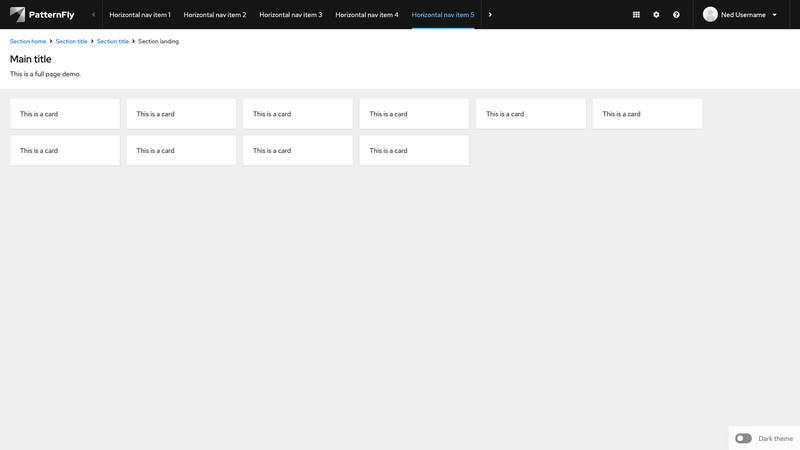 PatternFly Horizontal nav item 1 Horizontal nav item 2 Horizontal nav item 3 Horizontal nav item 4 Horizontal nav item 5 Ned Username
Section home Section title Section title Section landing
Main title
This is a full page demo.
This is a card This is a card This is a card This is a card This is a card This is a card
This is a card This is a card This is a card This is a card
Dark theme